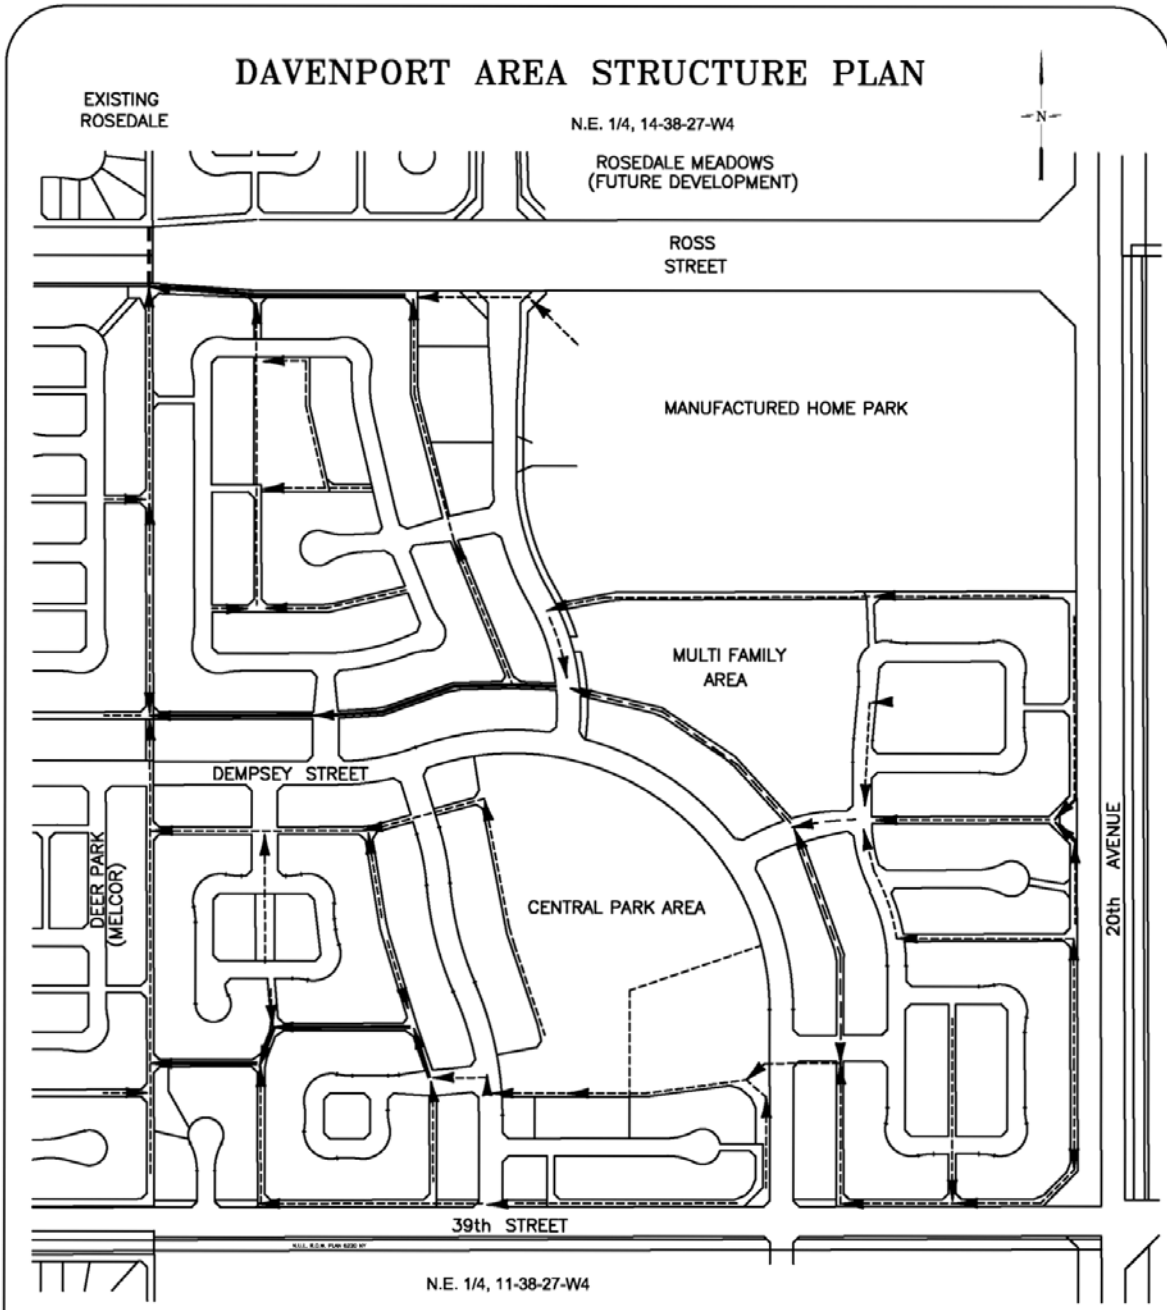 DAVENPORT AREA STRUCTURE PLAN
EXISTING
ROSEDALE
N.E. 1/4, 14-38-27-W4
N
ROSEDALE MEADOWS
(FUTURE DEVELOPMENT)
ROSS
STREET
MANUFACTURED HOME PARK
MULTI FAMILY
AREA
DEMPSEY STREET
DEER PARK
(MELCOR)
CENTRAL PARK AREA
20th AVENUE
39th STREET
N.E. 1/4, 11-38-27-W4